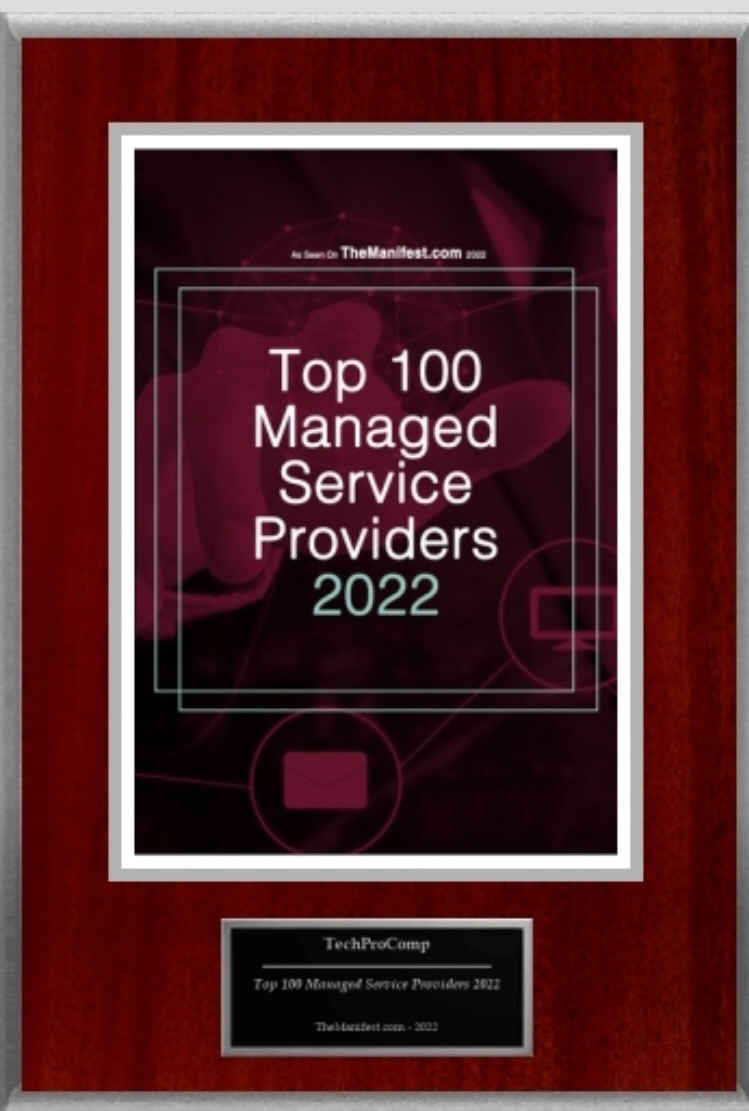 As Seen On TheManifest.com 2022
Top 100
Managed
Service
Providers
2022
TechProComp
Top 100 Managed Service Providers 2022
TheManifest.com - 2022